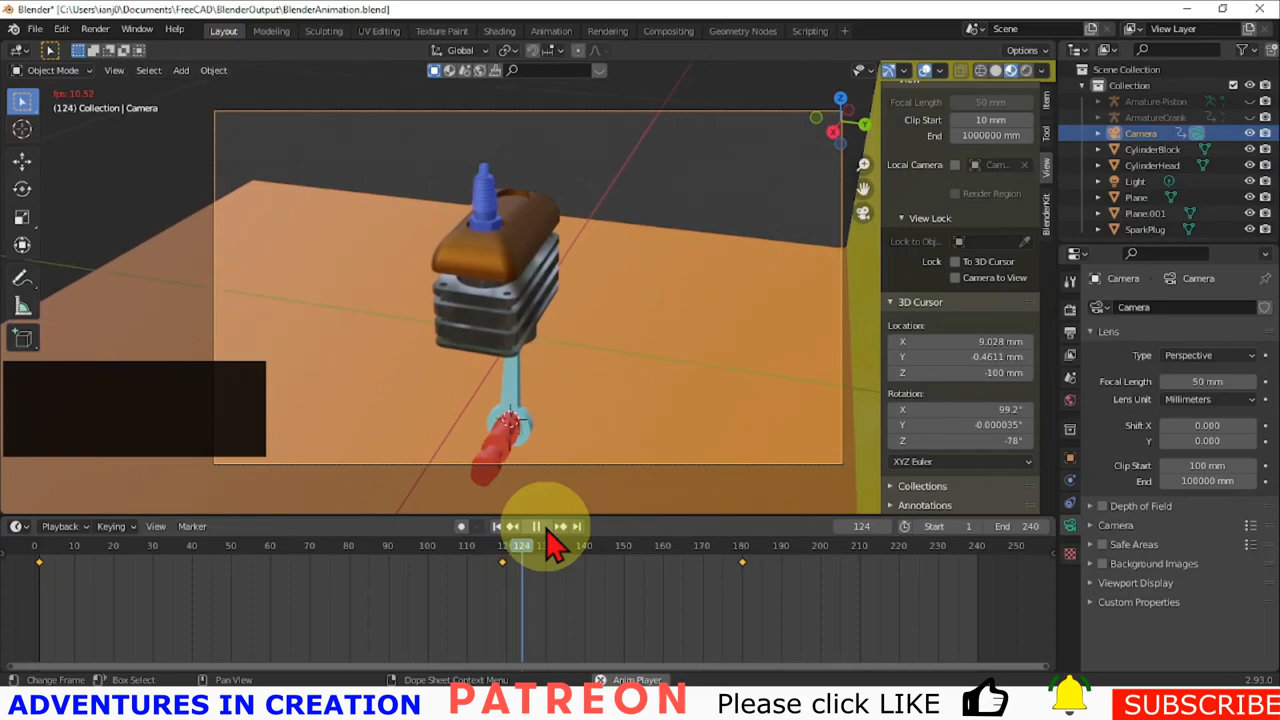 Blender* [C:\Users\ianj0\Documents\FreeCAD\BlenderOutput\BlenderAnimation.blend]
File Edit Render Window Help Layout Modeling Sculpting UV Editing Texture Paint Shading Animation Rendering Compositing Geometry Nodes Scripting + Scene View Layer
Global Options
Object Mode View Select Add Object
fps: 10.52
(124) Collection | Camera
Z
Y
X
View
Focal Length 50 mm
Clip Start 10 mm
End 1000000 mm
Local Camera Cam...
Render Region
View Lock
Lock to Obj...
Lock To 3D Cursor
Camera to View
3D Cursor
Location:
X 9.028 mm
Y -0.4611 mm
Z -100 mm
Rotation:
X 99.2°
Y -0.000035°
Z -78°
XYZ Euler
Collections
Annotations
Item
Tool
View
BlenderKit
Scene Collection
Collection
Amature-Piston
ArmatureCrank
Camera
CylinderBlock
CylinderHead
Light
Plane
Plane.001
SparkPlug
Camera Camera
Camera
Lens
Type Perspective
Focal Length 50 mm
Lens Unit Millimeters
Shift X 0.000
Y 0.000
Clip Start 100 mm
End 100000 mm
Depth of Field
Camera
Safe Areas
Background Images
Viewport Display
Custom Properties
Playback Keying View Marker 124 Start 1 End 240
0 10 20 30 40 50 60 70 80 90 100 110 124 140 150 160 170 180 190 200 210 220 230 240 250
Change Frame Box Select Pan View Dope Sheet Context Menu Anim Player 2.93.0
ADVENTURES IN CREATION PATREON Please click LIKE SUBSCRIBE